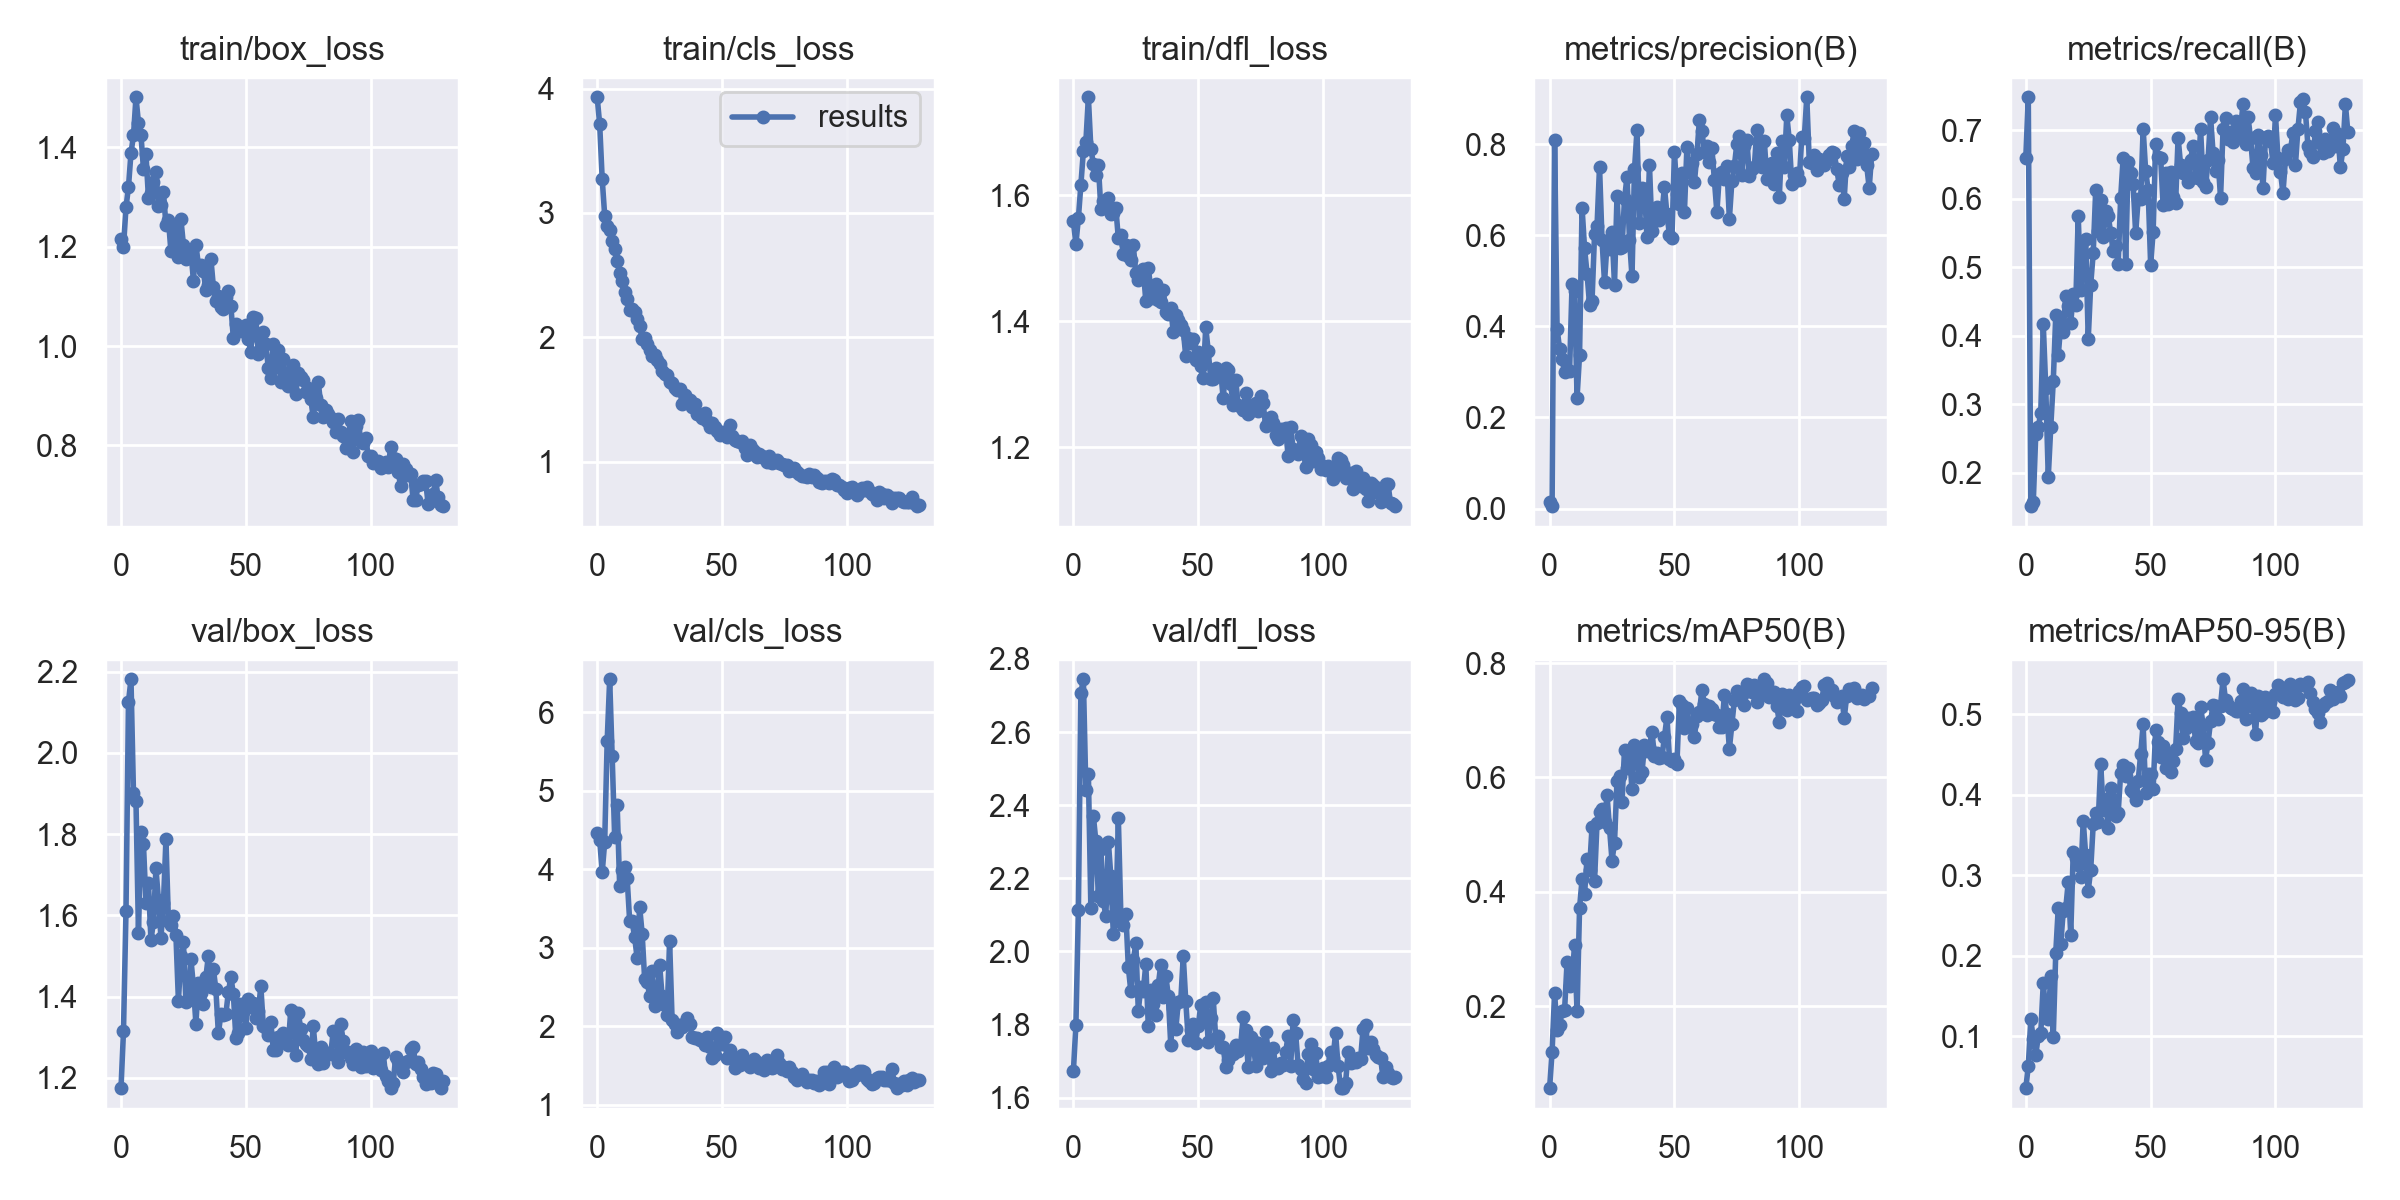 train/box_loss
1.4
1.2
1.0
0.8
0 50 100
train/cls_loss
results
4
3
2
1
0 50 100
train/dfl_loss
1.6
1.4
1.2
0 50 100
metrics/precision(B)
0.8
0.6
0.4
0.2
0.0
0 50 100
metrics/recall(B)
0.7
0.6
0.5
0.4
0.3
0.2
0 50 100
val/box_loss
2.2
2.0
1.8
1.6
1.4
1.2
0 50 100
val/cls_loss
6
5
4
3
2
1
0 50 100
val/dfl_loss
2.8
2.6
2.4
2.2
2.0
1.8
1.6
0 50 100
metrics/mAP50(B)
0.8
0.6
0.4
0.2
0 50 100
metrics/mAP50-95(B)
0.5
0.4
0.3
0.2
0.1
0 50 100